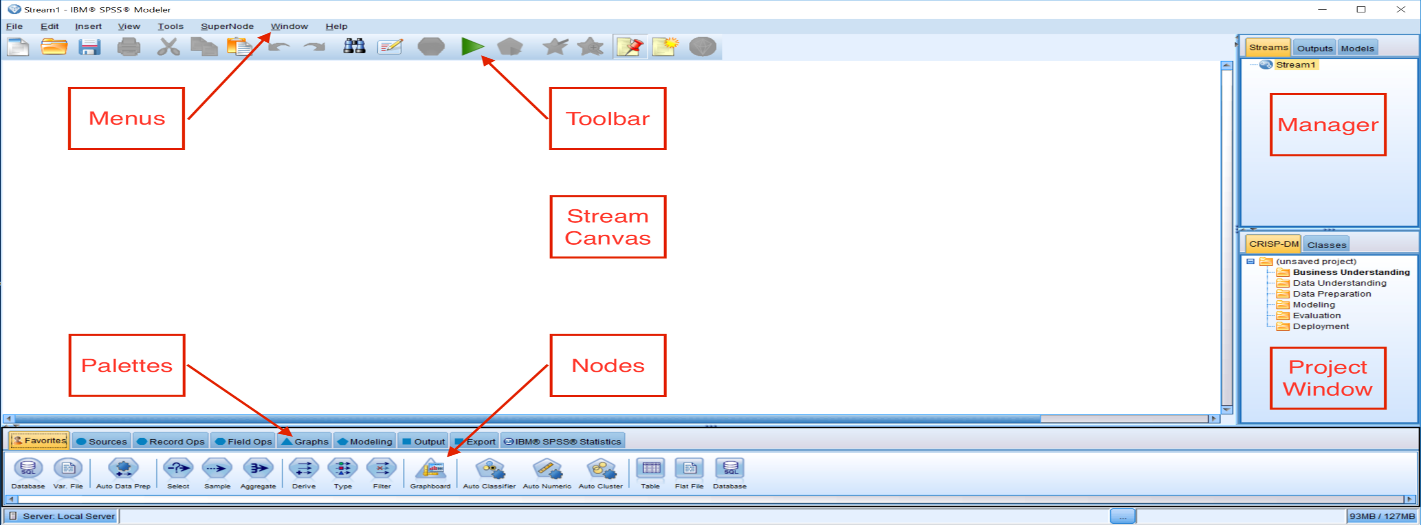 Stream1 - IBM® SPSS® Modeler
File Edit Insert View Tools SuperNode Window Help
Streams Outputs Models
Stream1
Menus
Toolbar
Manager
Stream
Canvas
CRISP-DM Classes
(unsaved project)
Business Understanding
Data Understanding
Data Preparation
Modeling
Evaluation
Deployment
Palettes
Nodes
Project
Window
Favorites Sources Record Ops Field Ops Graphs Modeling Output Export IBM® SPSS® Statistics
SQL SQL
Database Var. File Auto Data Prep Select Sample Aggregate Derive Type Filter Graphboard Auto Classifier Auto Numeric Auto Cluster Table Flat File Database
Server: Local Server ... 93MB / 127MB